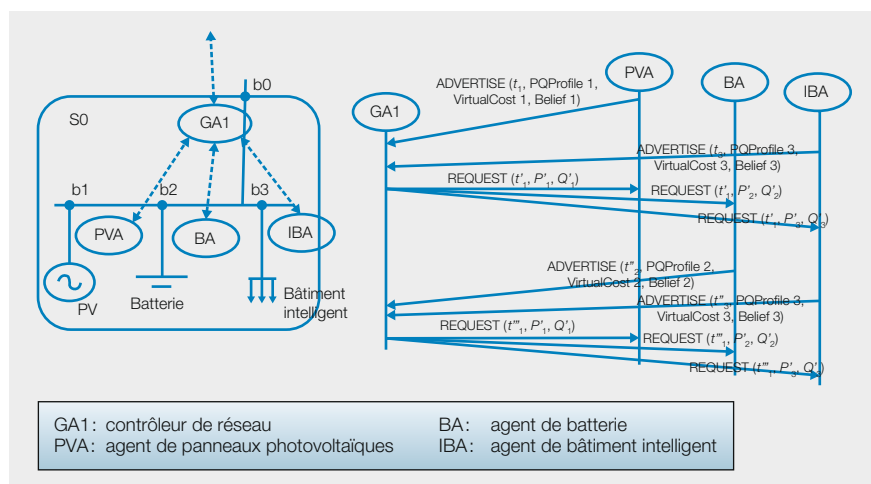 b0
S0
GA1
b1
b2
b3
PVA
BA
IBA
PV
Batterie
Bâtiment
intelligent
GA1
PVA
BA
IBA
ADVERTISE (t₁, PQProfile 1,
VirtualCost 1, Belief 1)
ADVERTISE (t₃, PQProfile 3,
VirtualCost 3, Belief 3)
REQUEST (t'₁, P'₁, Q'₁)
REQUEST (t'₁, P'₂, Q'₂)
REQUEST (t'₁, P'₃, Q'₃)
ADVERTISE (t"₂, PQProfile 2,
VirtualCost 2, Belief 2)
ADVERTISE (t"₃, PQProfile 3,
VirtualCost 3, Belief 3)
REQUEST (t'"₁, P'₁, Q'₁)
REQUEST (t'"₁, P'₂, Q'₂)
REQUEST (t'"₁, P'₃, Q'₃)
GA1: contrôleur de réseau
PVA: agent de panneaux photovoltaïques
BA: agent de batterie
IBA: agent de bâtiment intelligent